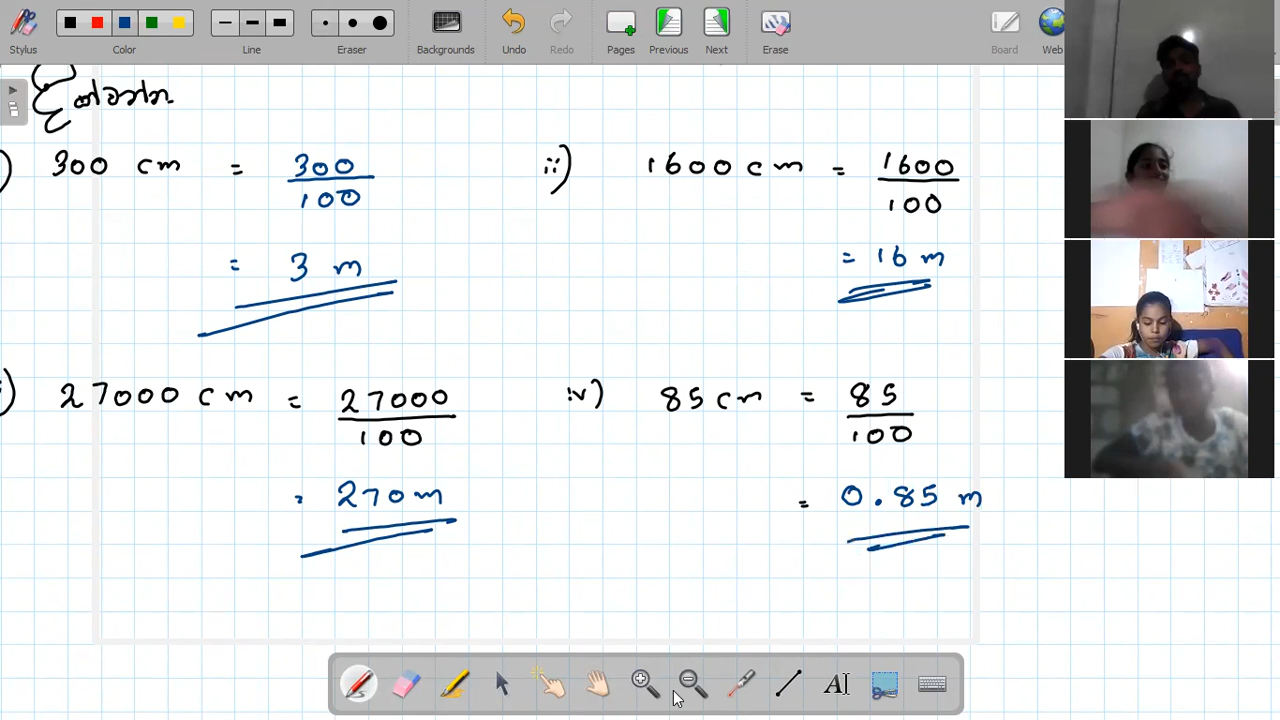 Stylus Color Line Eraser Backgrounds Undo Redo Pages Previous Next Erase Board Web
300 cm = 300/100
= 3 m
ii) 1600 cm = 1600/100
= 16 m
27000 cm = 27000/100
= 270 m
iv) 85 cm = 85/100
= 0.85 m